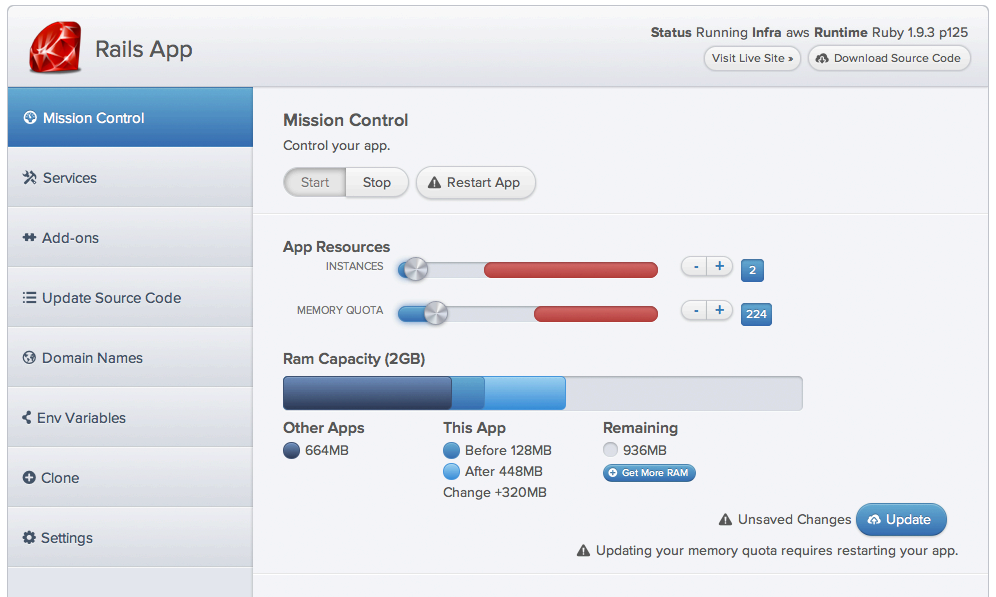 Rails App
Status Running Infra aws Runtime Ruby 1.9.3 p125
Visit Live Site »
Download Source Code
Mission Control
Services
Add-ons
Update Source Code
Domain Names
Env Variables
Clone
Settings
Mission Control
Control your app.
Start
Stop
Restart App
App Resources
INSTANCES
- +
2
MEMORY QUOTA
- +
224
Ram Capacity (2GB)
Other Apps
664MB
This App
Before 128MB
After 448MB
Change +320MB
Remaining
936MB
Get More RAM
Unsaved Changes
Update
Updating your memory quota requires restarting your app.